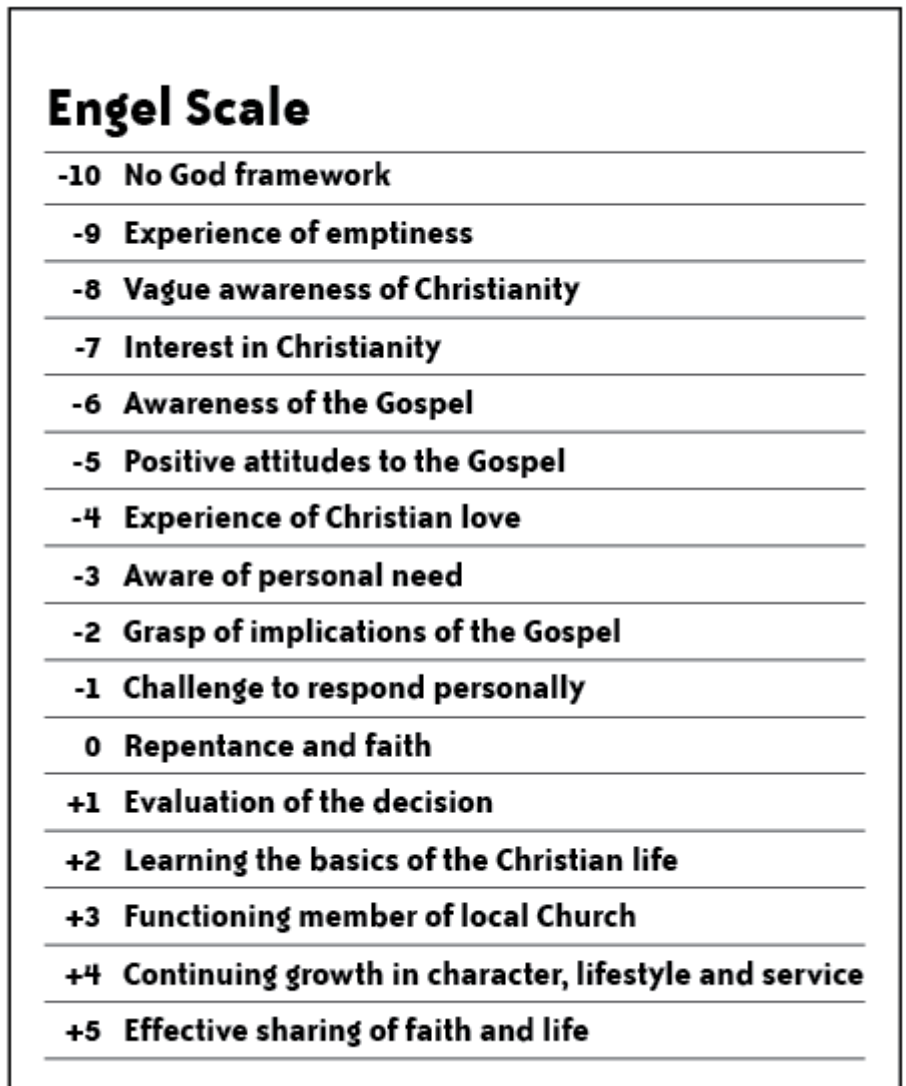 Engel Scale
-10 No God framework
-9 Experience of emptiness
-8 Vague awareness of Christianity
-7 Interest in Christianity
-6 Awareness of the Gospel
-5 Positive attitudes to the Gospel
-4 Experience of Christian love
-3 Aware of personal need
-2 Grasp of implications of the Gospel
-1 Challenge to respond personally
0 Repentance and faith
+1 Evaluation of the decision
+2 Learning the basics of the Christian life
+3 Functioning member of local Church
+4 Continuing growth in character, lifestyle and service
+5 Effective sharing of faith and life